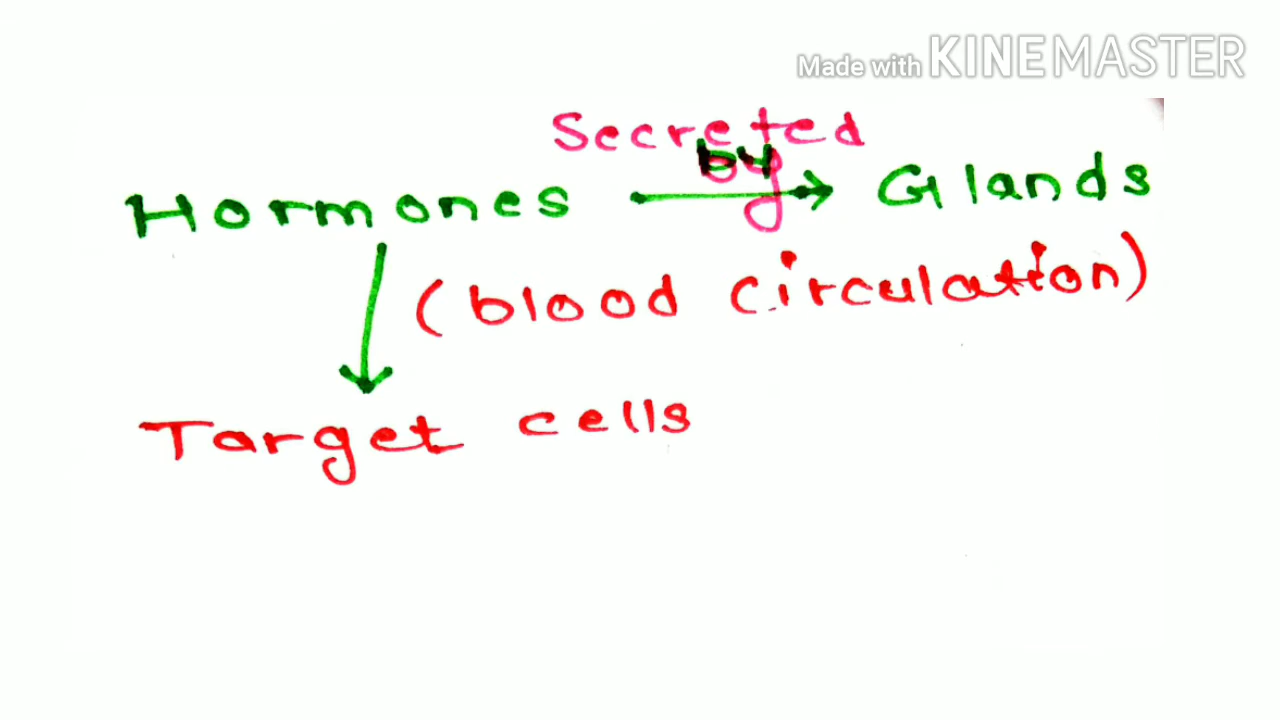 Made with KINEMASTER
Secreted
by
Hormones Glands
(blood circulation)
Target cells